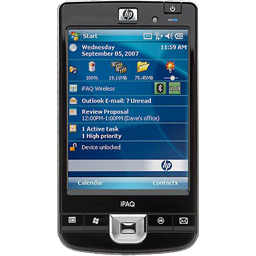 hp
Start 11:59 AM
Wednesday
September 05, 2007
100% 19.11MB 75.45MB
iPAQ Wireless
Outlook E-mail: 7 Unread
Review Proposal
12:00PM-1:00PM (Dave's office)
1 Active task
1 High priority
Device unlocked
hp
Calendar Contacts
iPAQ